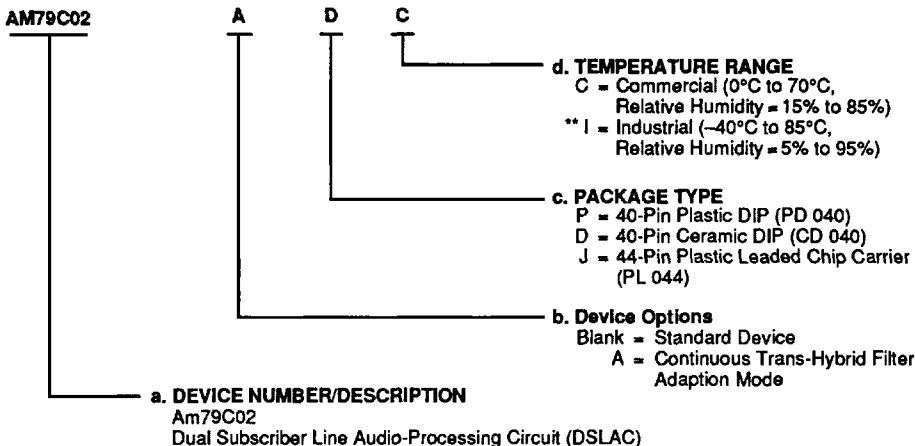 AM79C02 A D C
d. TEMPERATURE RANGE
C = Commercial (0°C to 70°C,
Relative Humidity = 15% to 85%)
** I = Industrial (–40°C to 85°C,
Relative Humidity = 5% to 95%)
c. PACKAGE TYPE
P = 40-Pin Plastic DIP (PD 040)
D = 40-Pin Ceramic DIP (CD 040)
J = 44-Pin Plastic Leaded Chip Carrier
(PL 044)
b. Device Options
Blank = Standard Device
A = Continuous Trans-Hybrid Filter
Adaption Mode
a. DEVICE NUMBER/DESCRIPTION
Am79C02
Dual Subscriber Line Audio-Processing Circuit (DSLAC)